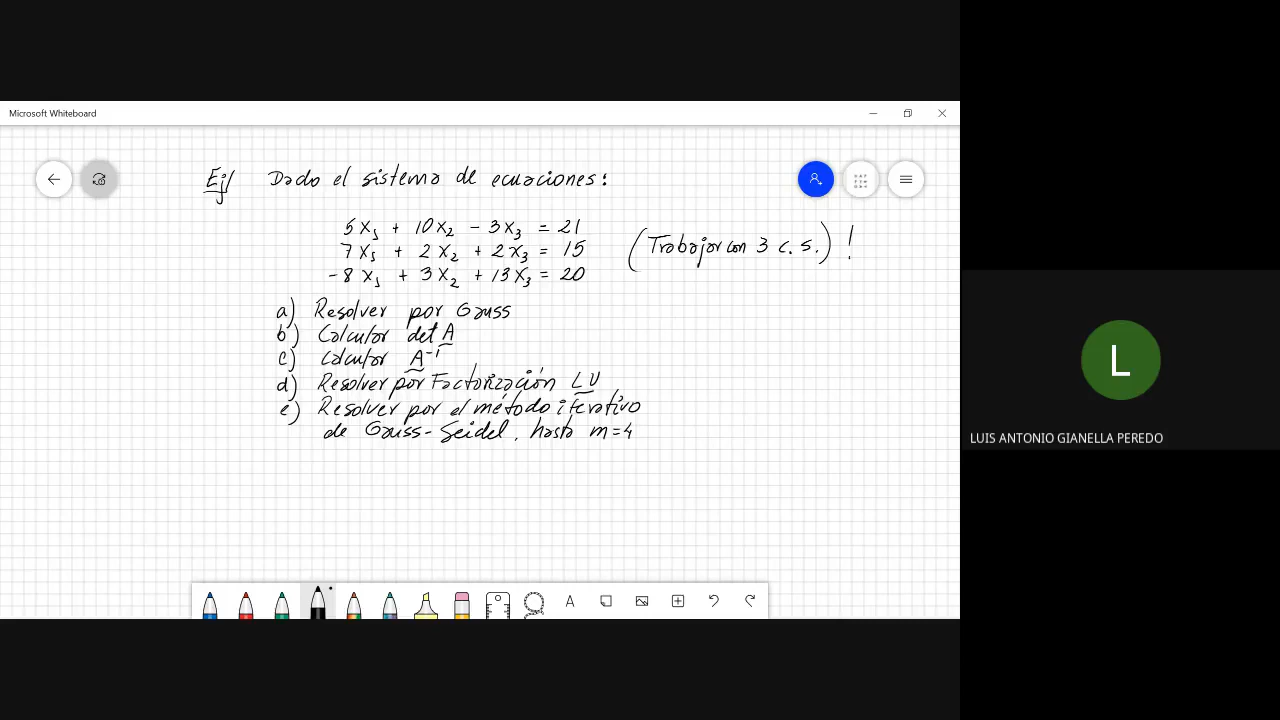 Microsoft Whiteboard
Ej/ Dado el sistema de ecuaciones:
5x₁ + 10x₂ - 3x₃ = 21
7x₁ + 2x₂ + 2x₃ = 15
(Trabajar con 3 c.s.)!
-8x₁ + 3x₂ + 13x₃ = 20
a) Resolver por Gauss
b) Calcular det A
c) Calcular A⁻¹
d) Resolver por Factorización LU
e) Resolver por el método iterativo
de Gauss-Seidel, hasta m=4
A
L
LUIS ANTONIO GIANELLA PEREDO